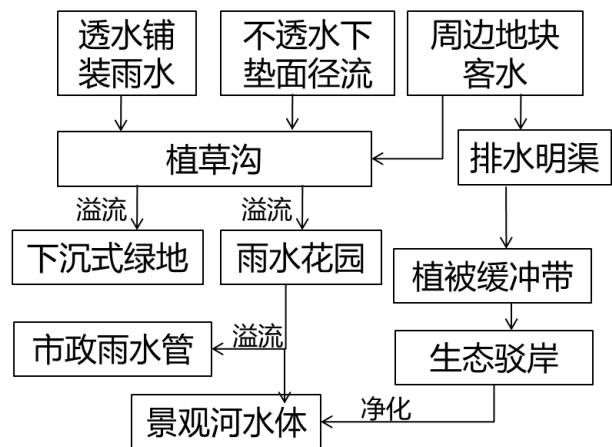 透水铺
装雨水
不透水下
垫面径流
周边地块
客水
植草沟
排水明渠
溢流
溢流
下沉式绿地
雨水花园
植被缓冲带
溢流
市政雨水管
生态驳岸
净化
景观河水体